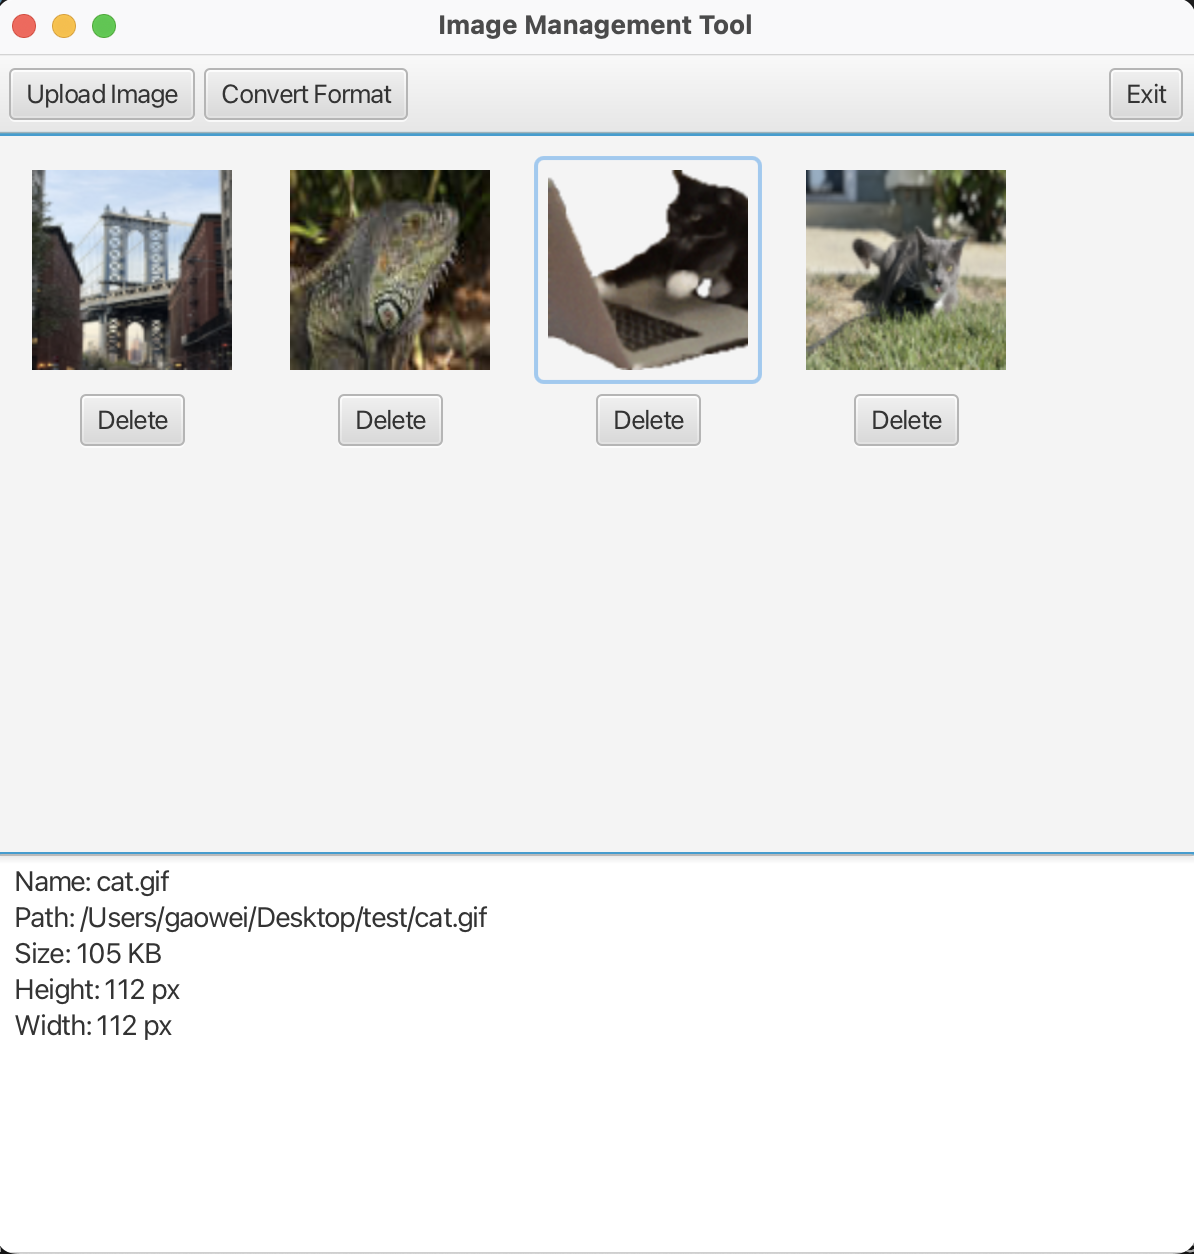 Image Management Tool
Upload Image Convert Format Exit
Delete Delete Delete Delete
Name: cat.gif
Path: /Users/gaowei/Desktop/test/cat.gif
Size: 105 KB
Height: 112 px
Width: 112 px